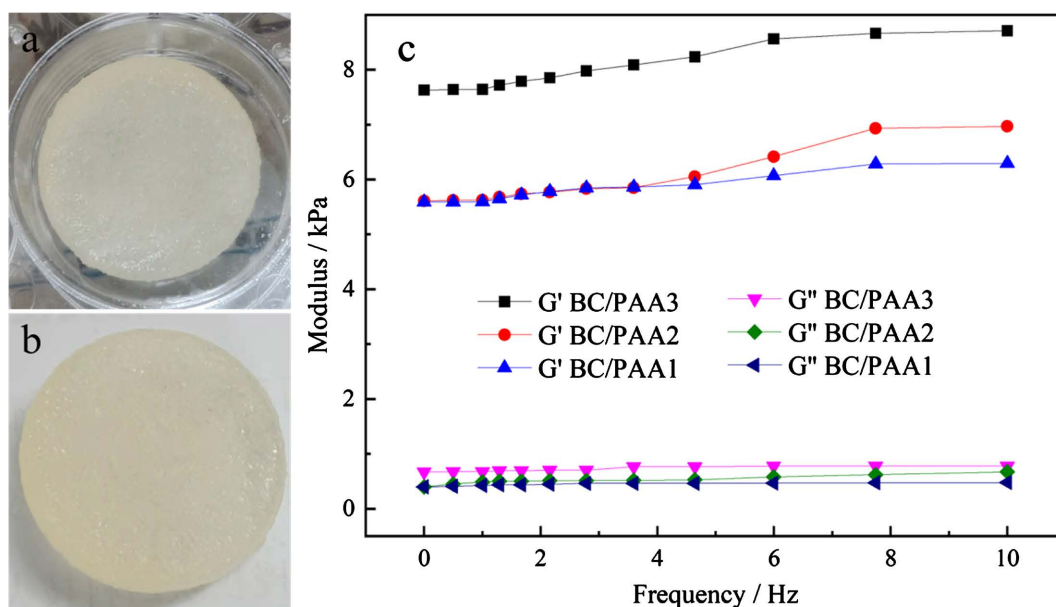 a
b
c
Modulus / kPa
8
6
4
2
0
G' BC/PAA3
G' BC/PAA2
G' BC/PAA1
G" BC/PAA3
G" BC/PAA2
G" BC/PAA1
0 2 4 6 8 10
Frequency / Hz